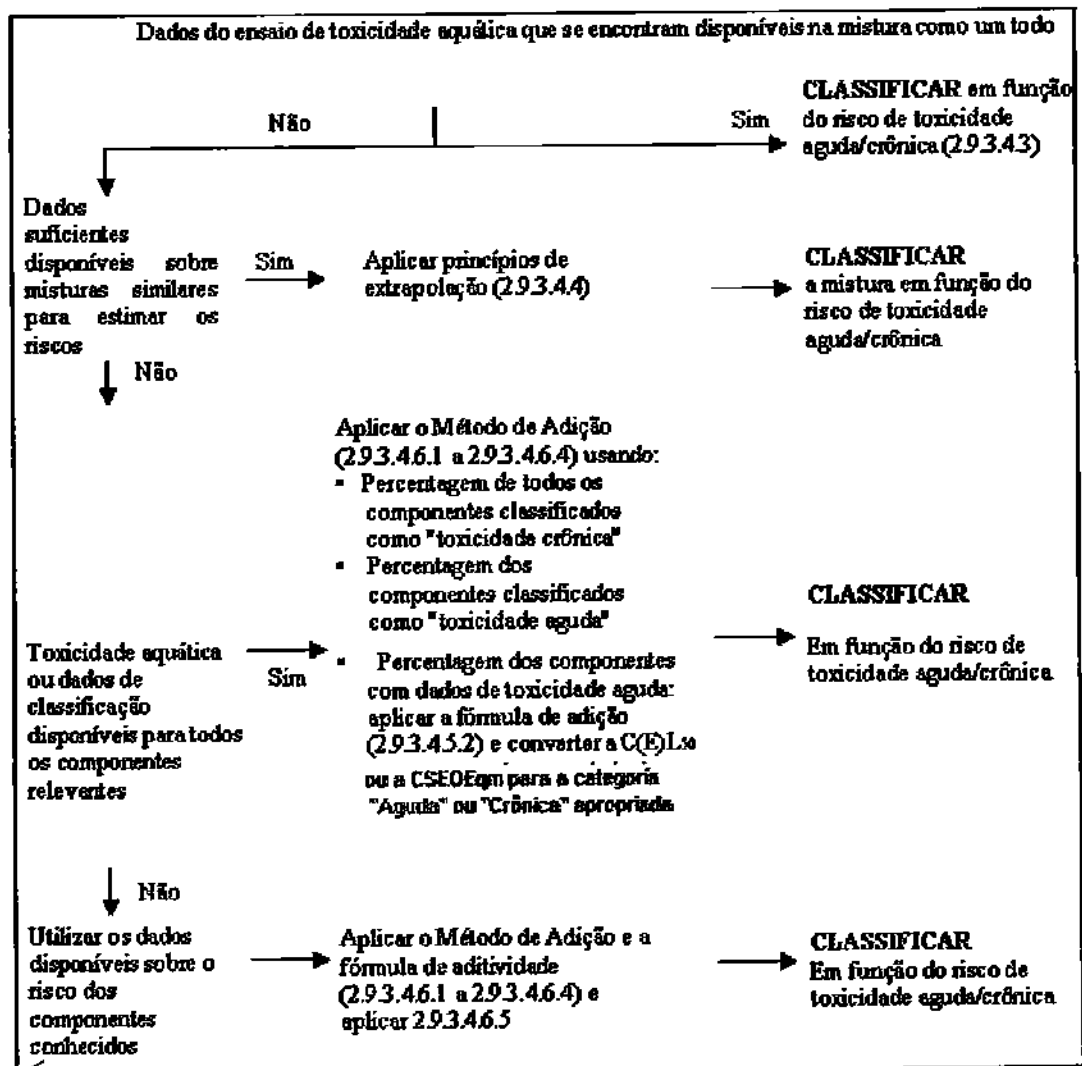 Dados do ensaio de toxicidade aquática que se encontram disponíveis na mistura como um todo
Não
Sim
CLASSIFICAR em função
do risco de toxicidade
aguda/crônica (2.9.3.4.3)
Dados
suficientes
disponíveis sobre
misturas similares
para estimar os
riscos
Sim
Aplicar princípios de
extrapolação (2.9.3.4.4)
CLASSIFICAR
a mistura em função do
risco de toxicidade
aguda/crônica
Não
Aplicar o Método de Adição
(2.9.3.4.6.1 a 2.9.3.4.6.4) usando:
▪ Percentagem de todos os
componentes classificados
como "toxicidade crônica"
▪ Percentagem dos
componentes classificados
como "toxicidade aguda"
▪ Percentagem dos componentes
com dados de toxicidade aguda:
aplicar a fórmula de adição
(2.9.3.4.5.2) e converter a C(E)L50
ou a CSEOEqm para a categoria
"Aguda" ou "Crônica" apropriada
Toxicidade aquática
ou dados de
classificação
disponíveis para todos
os componentes
relevantes
Sim
CLASSIFICAR
Em função do risco de
toxicidade aguda/crônica
Não
Utilizar os dados
disponíveis sobre o
risco dos
componentes
conhecidos
Aplicar o Método de Adição e a
fórmula de aditividade
(2.9.3.4.6.1 a 2.9.3.4.6.4) e
aplicar 2.9.3.4.6.5
CLASSIFICAR
Em função do risco de
toxicidade aguda/crônica